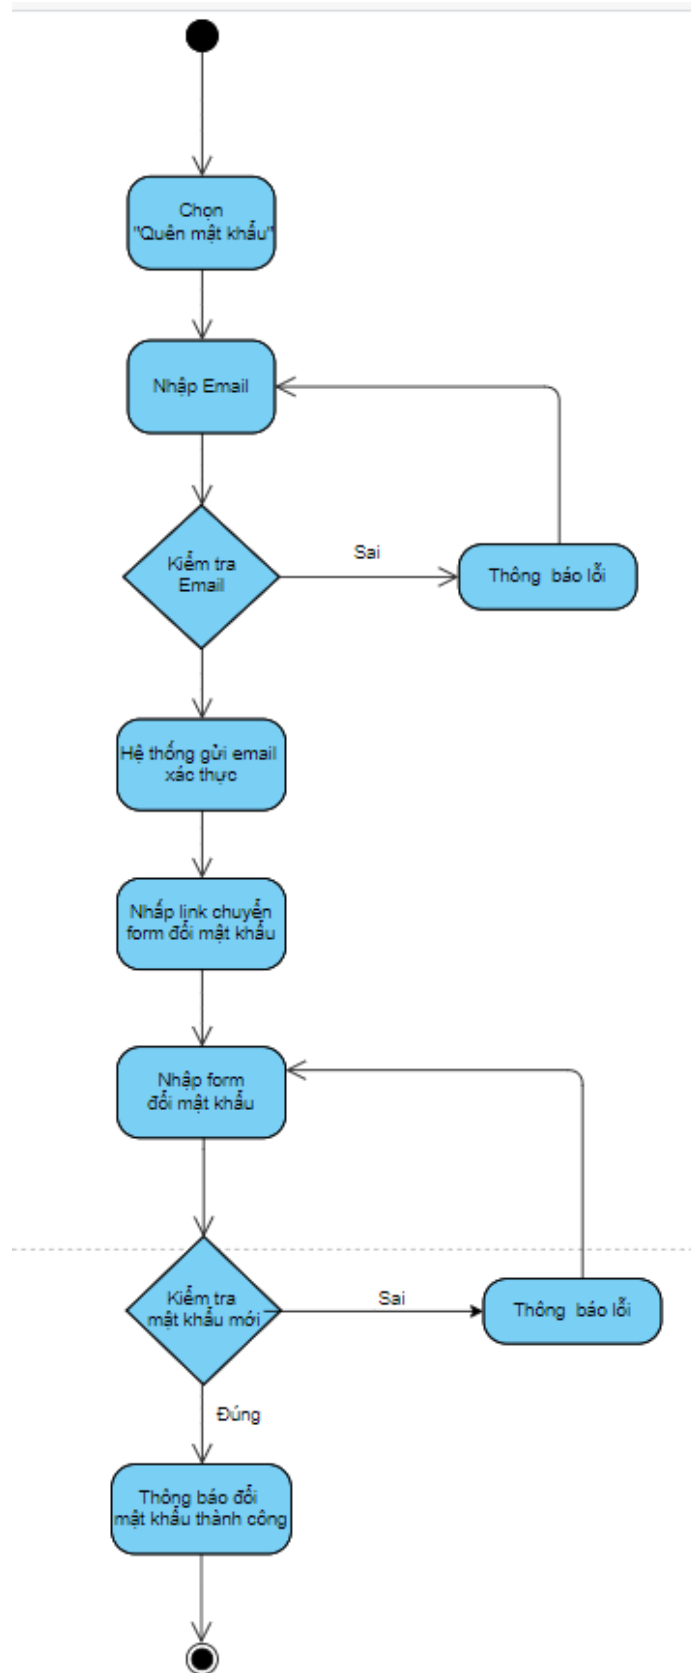 Chọn
"Quên mật khẩu"
Nhập Email
Kiểm tra
Email
Sai
Thông báo lỗi
Hệ thống gửi email
xác thực
Nhấp link chuyển
form đổi mật khẩu
Nhập form
đổi mật khẩu
Kiểm tra
mật khẩu mới
Sai
Thông báo lỗi
Đúng
Thông báo đổi
mật khẩu thành công